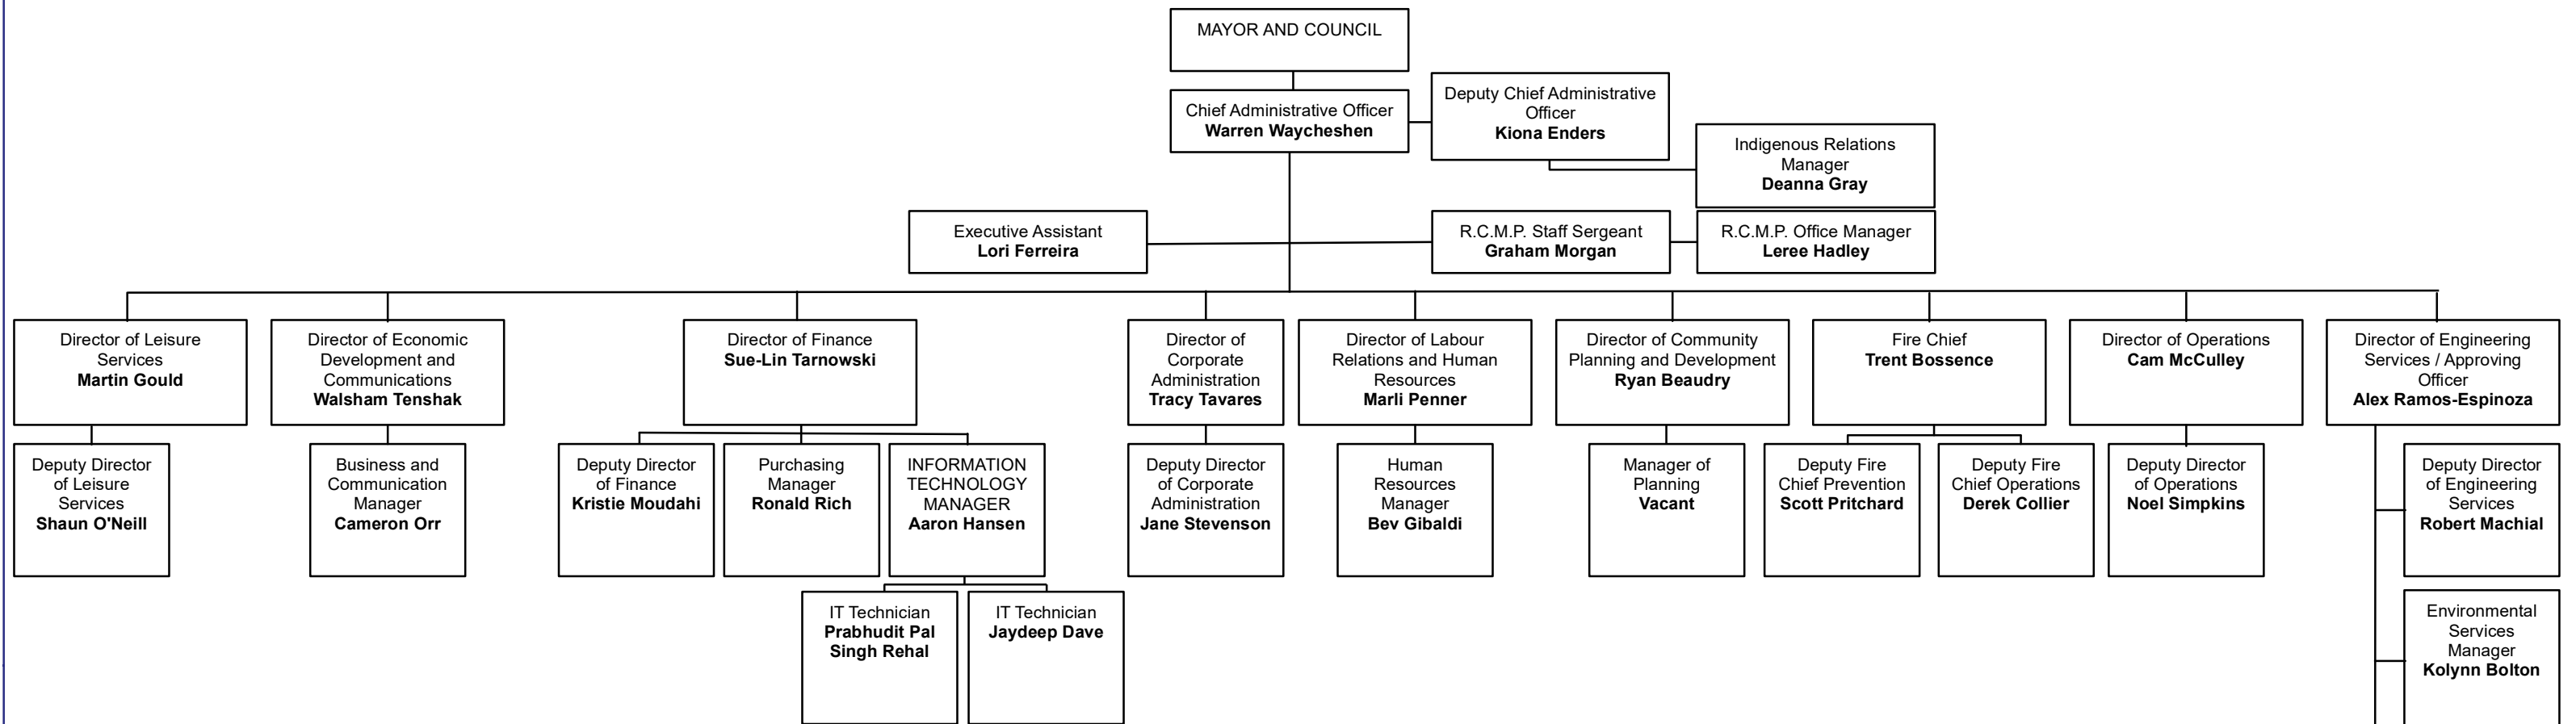 MAYOR AND COUNCIL
Chief Administrative Officer
Warren Waycheshen
Deputy Chief Administrative
Officer
Kiona Enders
Indigenous Relations
Manager
Deanna Gray
Executive Assistant
Lori Ferreira
R.C.M.P. Staff Sergeant
Graham Morgan
R.C.M.P. Office Manager
Leree Hadley
Director of Leisure
Services
Martin Gould
Director of Economic
Development and
Communications
Walsham Tenshak
Director of Finance
Sue-Lin Tarnowski
Director of
Corporate
Administration
Tracy Tavares
Director of Labour
Relations and Human
Resources
Marli Penner
Director of Community
Planning and Development
Ryan Beaudry
Fire Chief
Trent Bossence
Director of Operations
Cam McCulley
Director of Engineering
Services / Approving
Officer
Alex Ramos-Espinoza
Deputy Director
of Leisure
Services
Shaun O'Neill
Business and
Communication
Manager
Cameron Orr
Deputy Director
of Finance
Kristie Moudahi
Purchasing
Manager
Ronald Rich
INFORMATION
TECHNOLOGY
MANAGER
Aaron Hansen
Deputy Director
of Corporate
Administration
Jane Stevenson
Human
Resources
Manager
Bev Gibaldi
Manager of
Planning
Vacant
Deputy Fire
Chief Prevention
Scott Pritchard
Deputy Fire
Chief Operations
Derek Collier
Deputy Director
of Operations
Noel Simpkins
Deputy Director
of Engineering
Services
Robert Machial
IT Technician
Prabhudit Pal
Singh Rehal
IT Technician
Jaydeep Dave
Environmental
Services
Manager
Kolynn Bolton